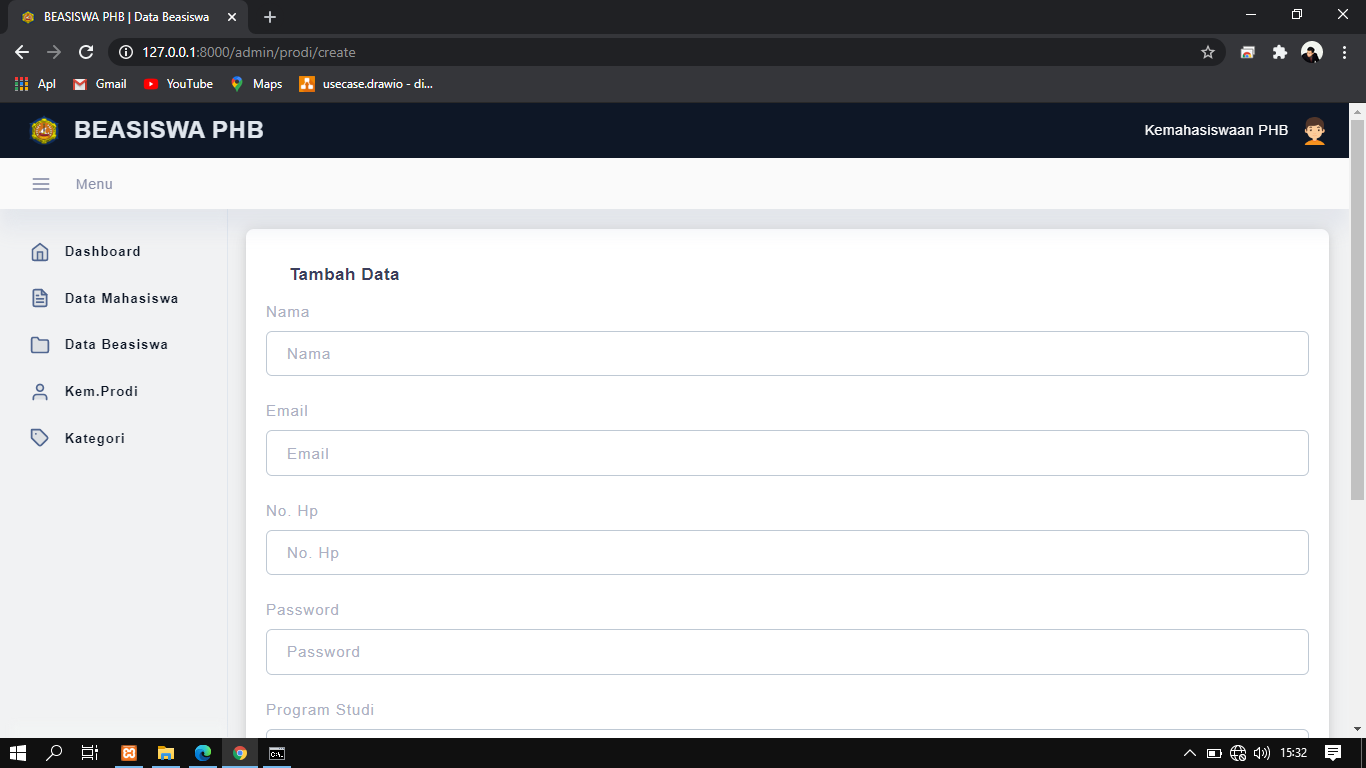 BEASISWA PHB | Data Beasiswa
127.0.0.1:8000/admin/prodi/create
Apl Gmail YouTube Maps usecase.drawio - di...
BEASISWA PHB
Kemahasiswaan PHB
Menu
Dashboard
Data Mahasiswa
Data Beasiswa
Kem.Prodi
Kategori
Tambah Data
Nama
Nama
Email
Email
No. Hp
No. Hp
Password
Password
Program Studi
15:32